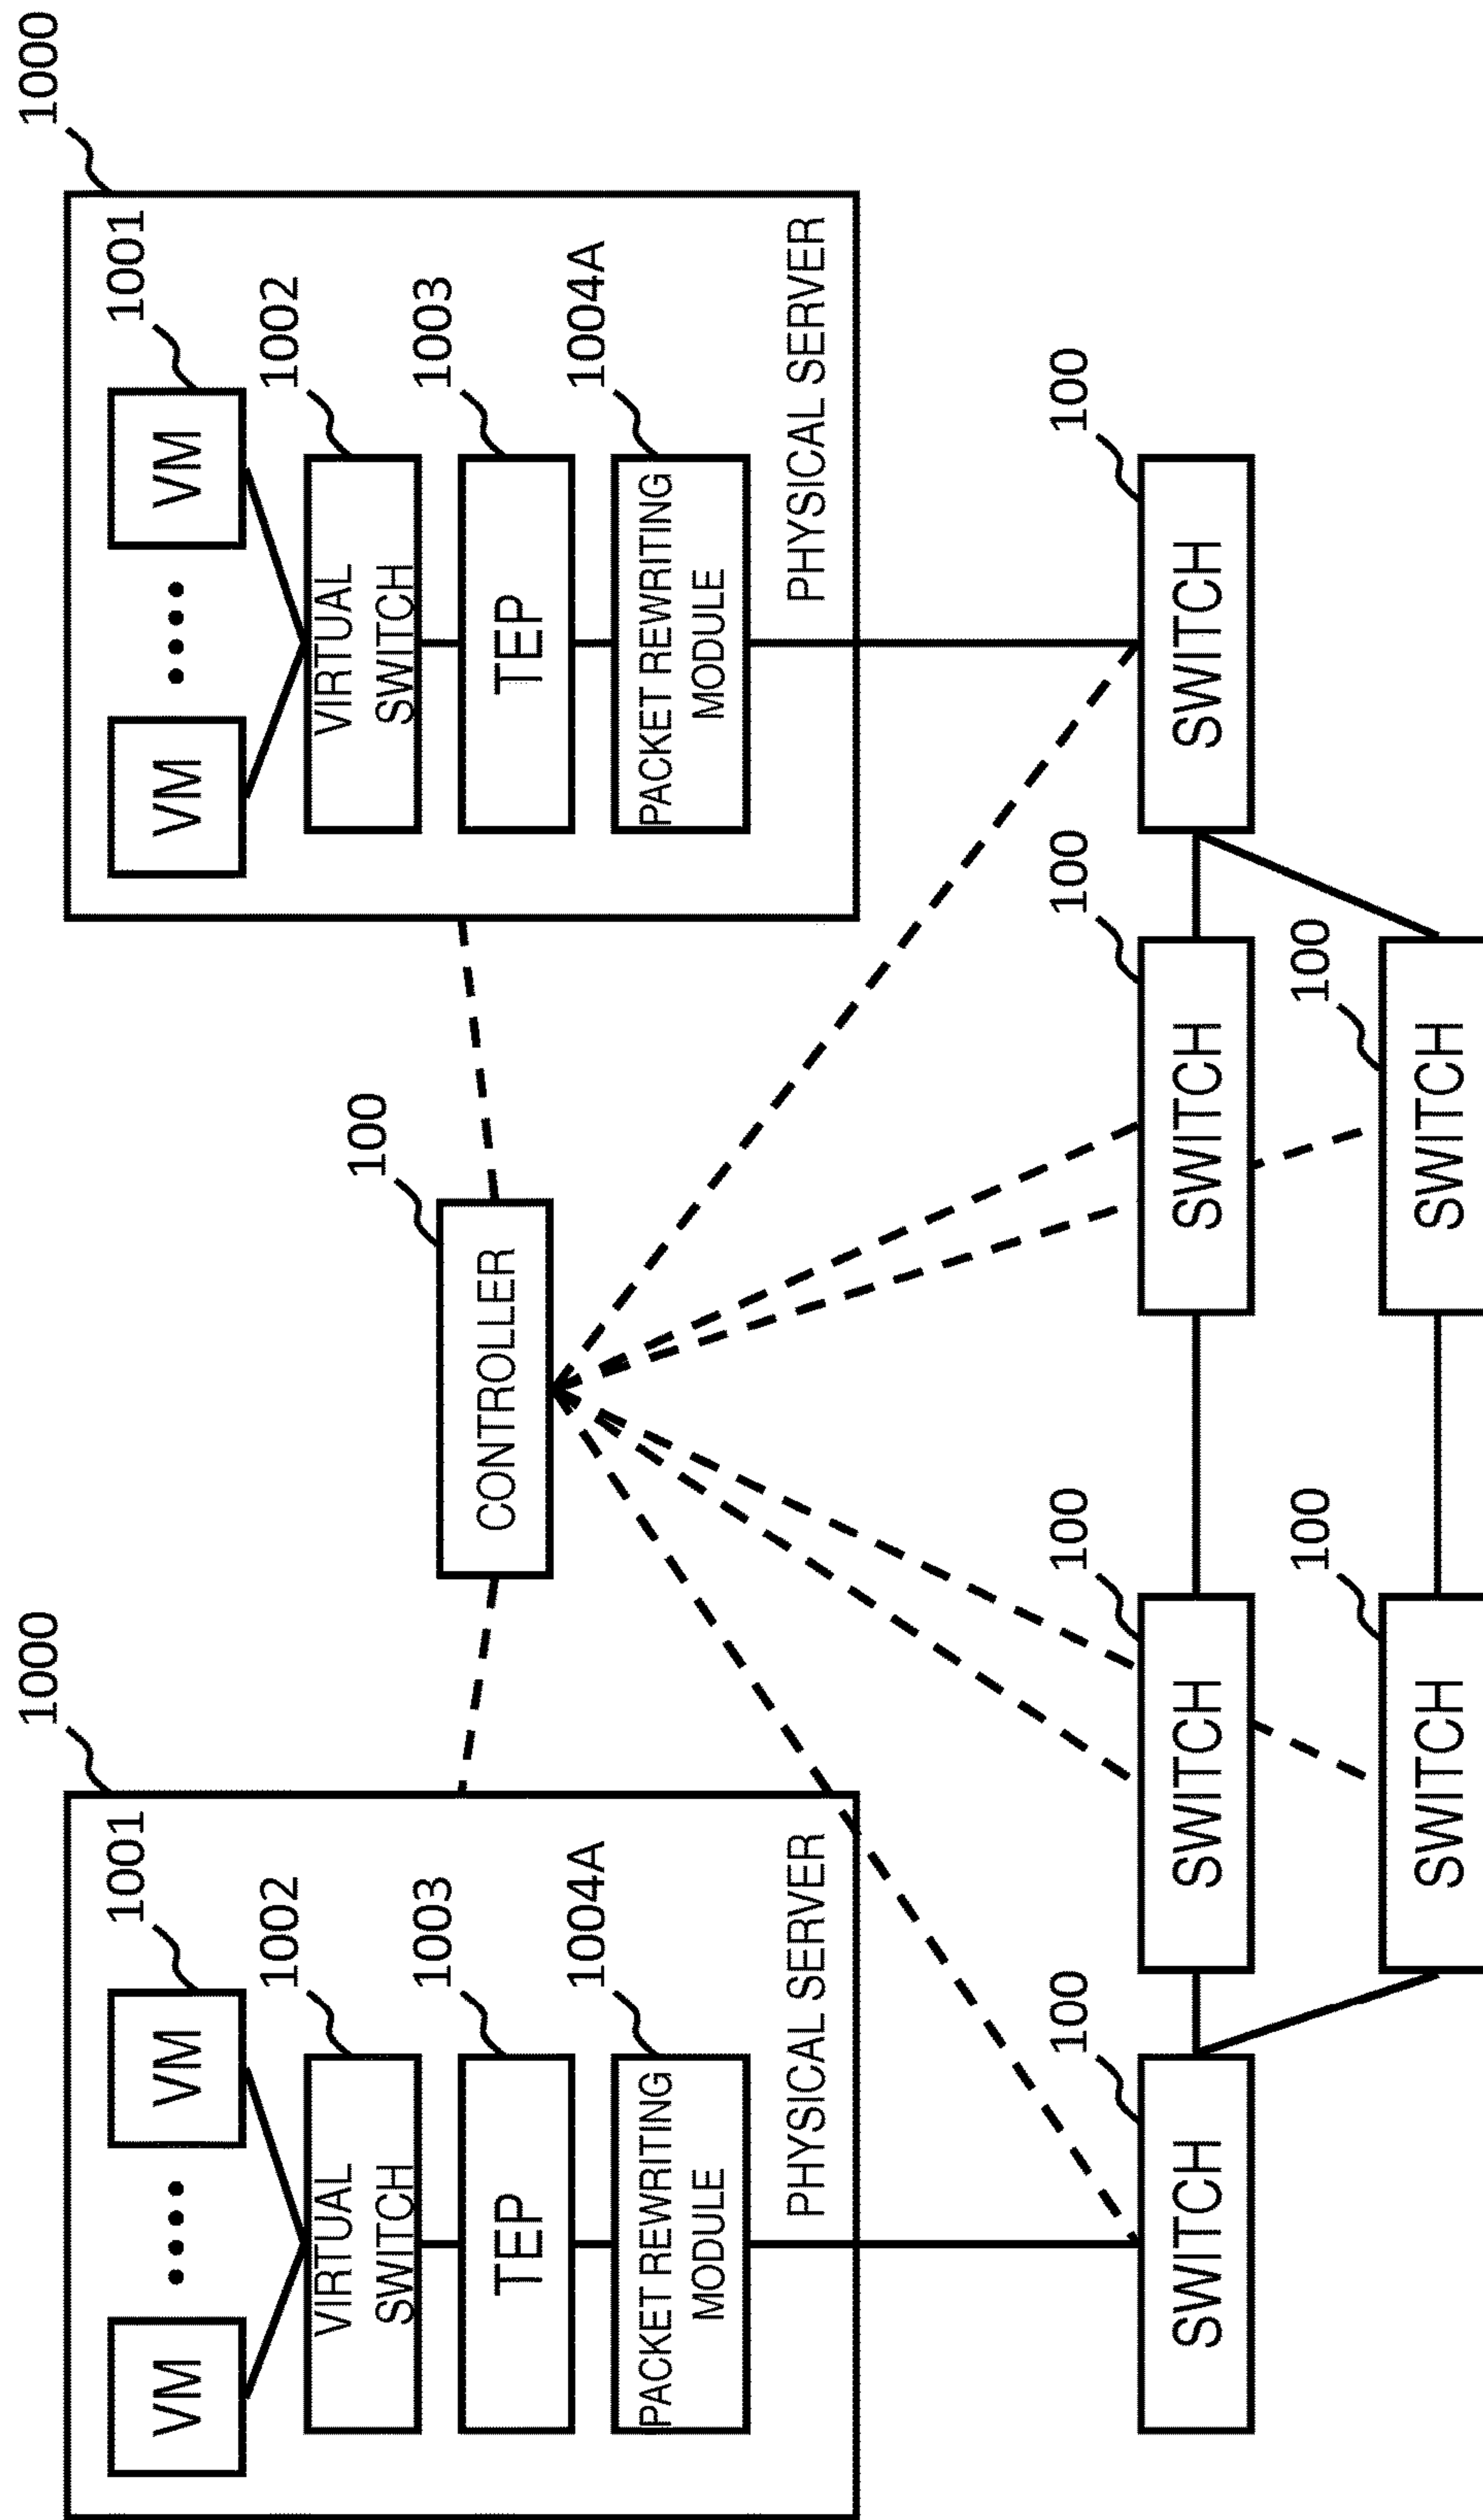 1000
1001
VM
••••
VM
1002
VIRTUAL
SWITCH
1003
TEP
1004A
PACKET REWRITING
MODULE
PHYSICAL SERVER
100
CONTROLLER
1000
1001
VM
••••
VM
1002
VIRTUAL
SWITCH
1003
TEP
1004A
PACKET REWRITING
MODULE
PHYSICAL SERVER
100
100
100
100
SWITCH
SWITCH
SWITCH
SWITCH
100
100
SWITCH
SWITCH